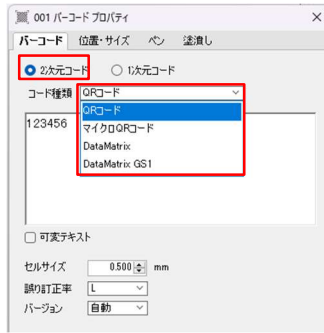 001 バーコード プロパティ
バーコード 位置・サイズ ペン 塗潰し
2次元コード 1次元コード
コード種類 QRコード
QRコード
マイクロQRコード
DataMatrix
DataMatrix GS1
123456
可変テキスト
セルサイズ 0.500 mm
誤り訂正率 L
バージョン 自動